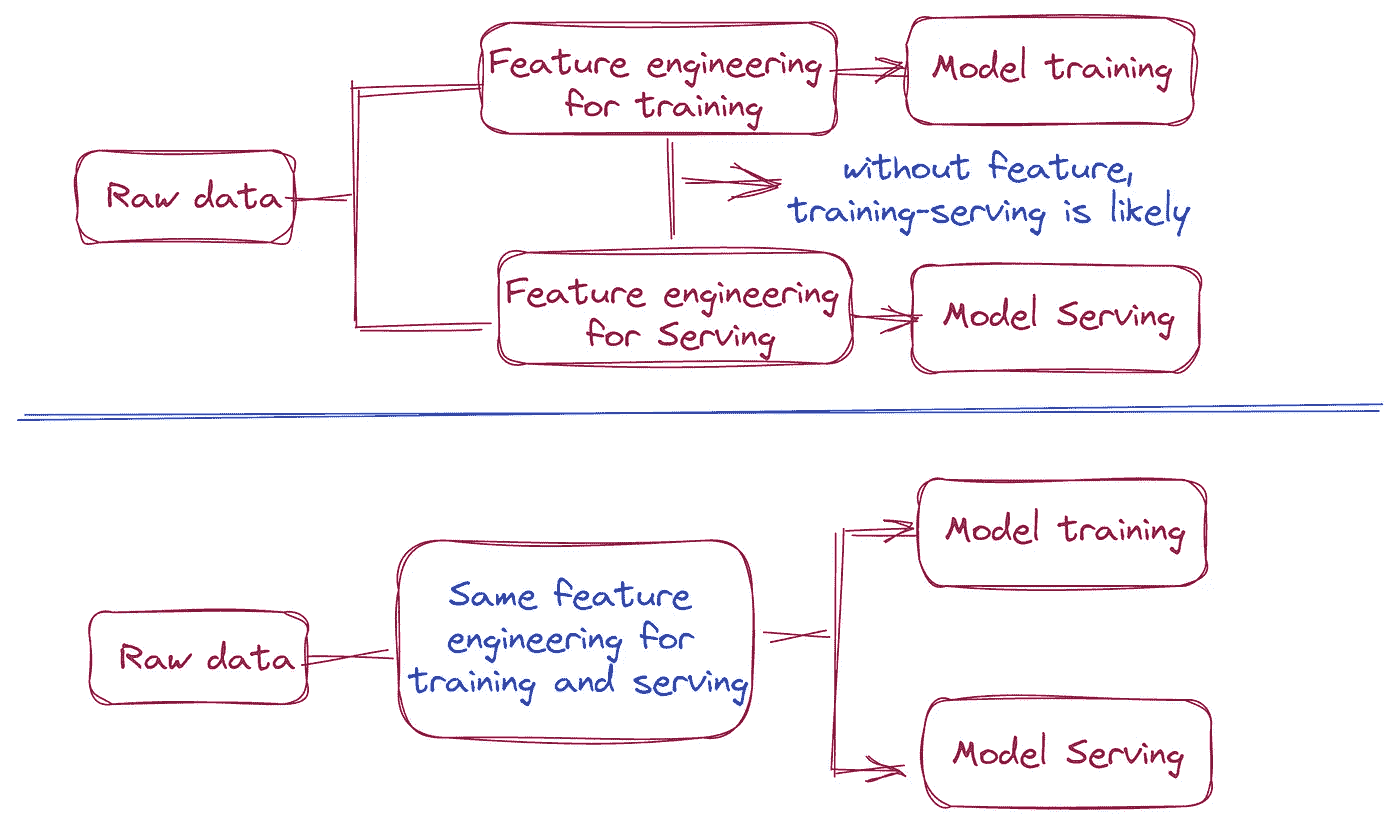 Feature engineering
for training
Model training
Raw data
without feature,
training-serving is likely
Feature engineering
for Serving
Model Serving
Model training
Same feature
engineering for
training and serving
Raw data
Model Serving